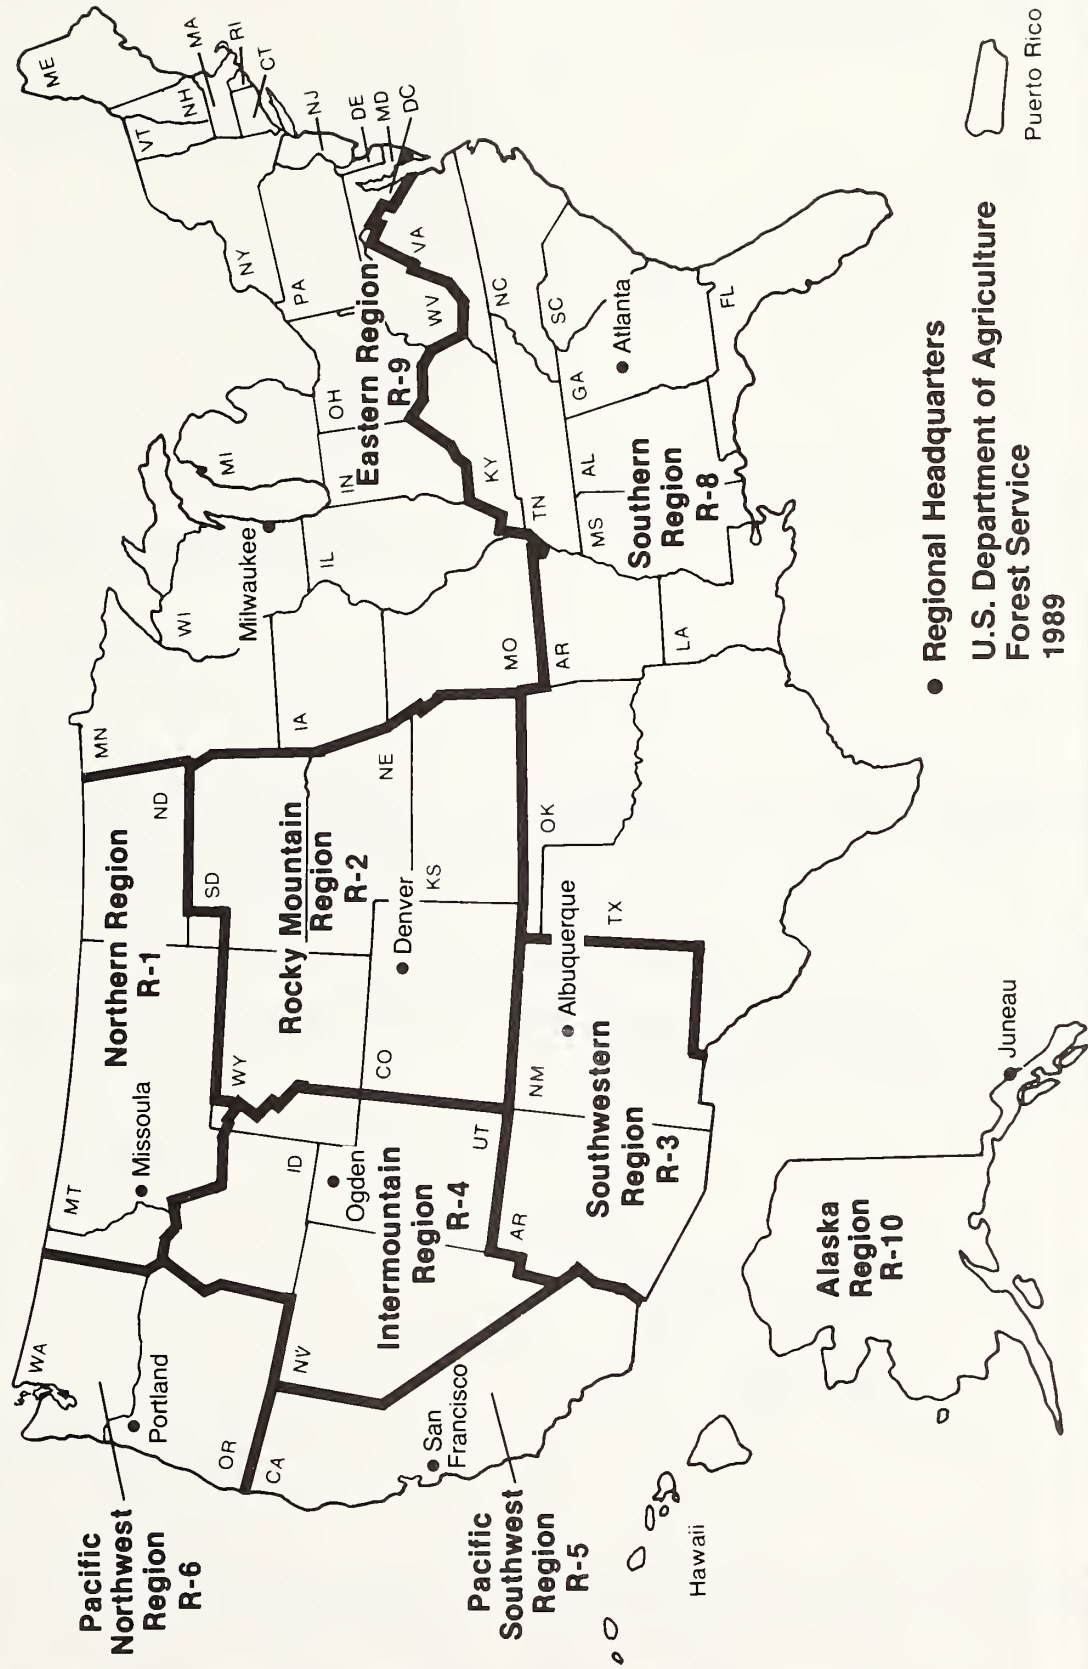 Pacific
Northwest
Region
R-6
WA
Portland
OR
MT
Missoula
Northern Region
R-1
ND
MN
ID
WY
SD
Rocky Mountain
Region
R-2
NE
IA
WI
Milwaukee
MI
IL
IN
OH
Eastern Region
R-9
PA
NY
VT
NH
ME
MA
RI
CT
NJ
DE
MD
DC
WV
VA
CA
NV
Ogden
Intermountain
Region
R-4
UT
CO
Denver
KS
MO
KY
San
Francisco
Pacific
Southwest
Region
R-5
AR
NM
Albuquerque
Southwestern
Region
R-3
OK
TX
AR
LA
TN
MS
AL
GA
NC
SC
Atlanta
FL
Southern
Region
R-8
Hawaii
Alaska
Region
R-10
Juneau
Puerto Rico
● Regional Headquarters
U.S. Department of Agriculture
Forest Service
1989